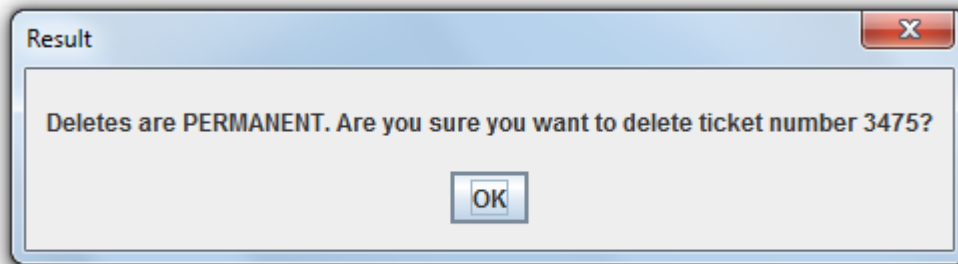 Result
Deletes are PERMANENT. Are you sure you want to delete ticket number 3475?
OK